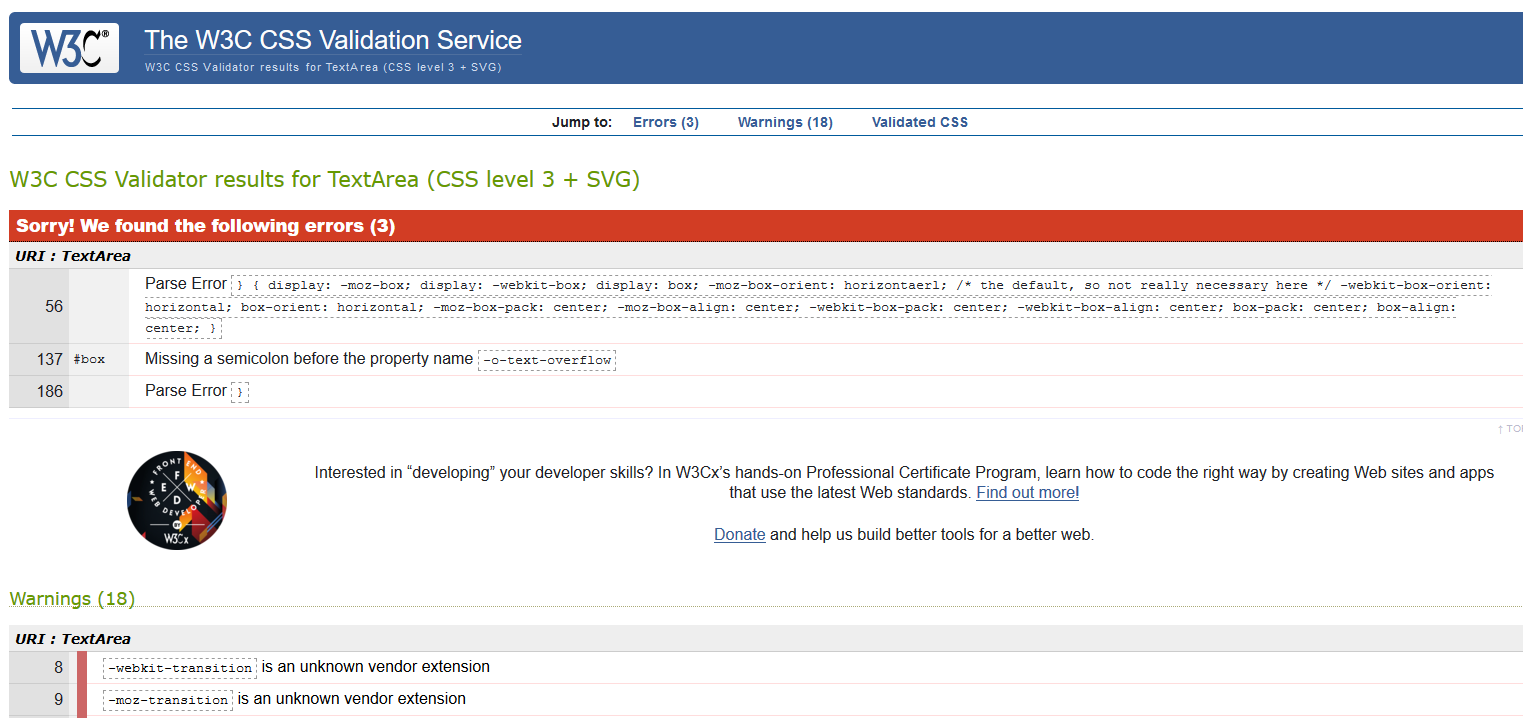 W3C®
The W3C CSS Validation Service
W3C CSS Validator results for TextArea (CSS level 3 + SVG)
Jump to: Errors (3) Warnings (18) Validated CSS
W3C CSS Validator results for TextArea (CSS level 3 + SVG)
Sorry! We found the following errors (3)
URI : TextArea
56 Parse Error } { display: -moz-box; display: -webkit-box; display: box; -moz-box-orient: horizontaerl; /* the default, so not really necessary here */ -webkit-box-orient:
horizontal; box-orient: horizontal; -moz-box-pack: center; -moz-box-align: center; -webkit-box-pack: center; -webkit-box-align: center; box-pack: center; box-align:
center; }
137 #box Missing a semicolon before the property name -o-text-overflow
186 Parse Error }
↑ TO
FRONT END
F
E W
D
WEB DEVELOPER
BY
W3Cx
Interested in “developing” your developer skills? In W3Cx’s hands-on Professional Certificate Program, learn how to code the right way by creating Web sites and apps
that use the latest Web standards. Find out more!
Donate and help us build better tools for a better web.
Warnings (18)
URI : TextArea
8 -webkit-transition is an unknown vendor extension
9 -moz-transition is an unknown vendor extension